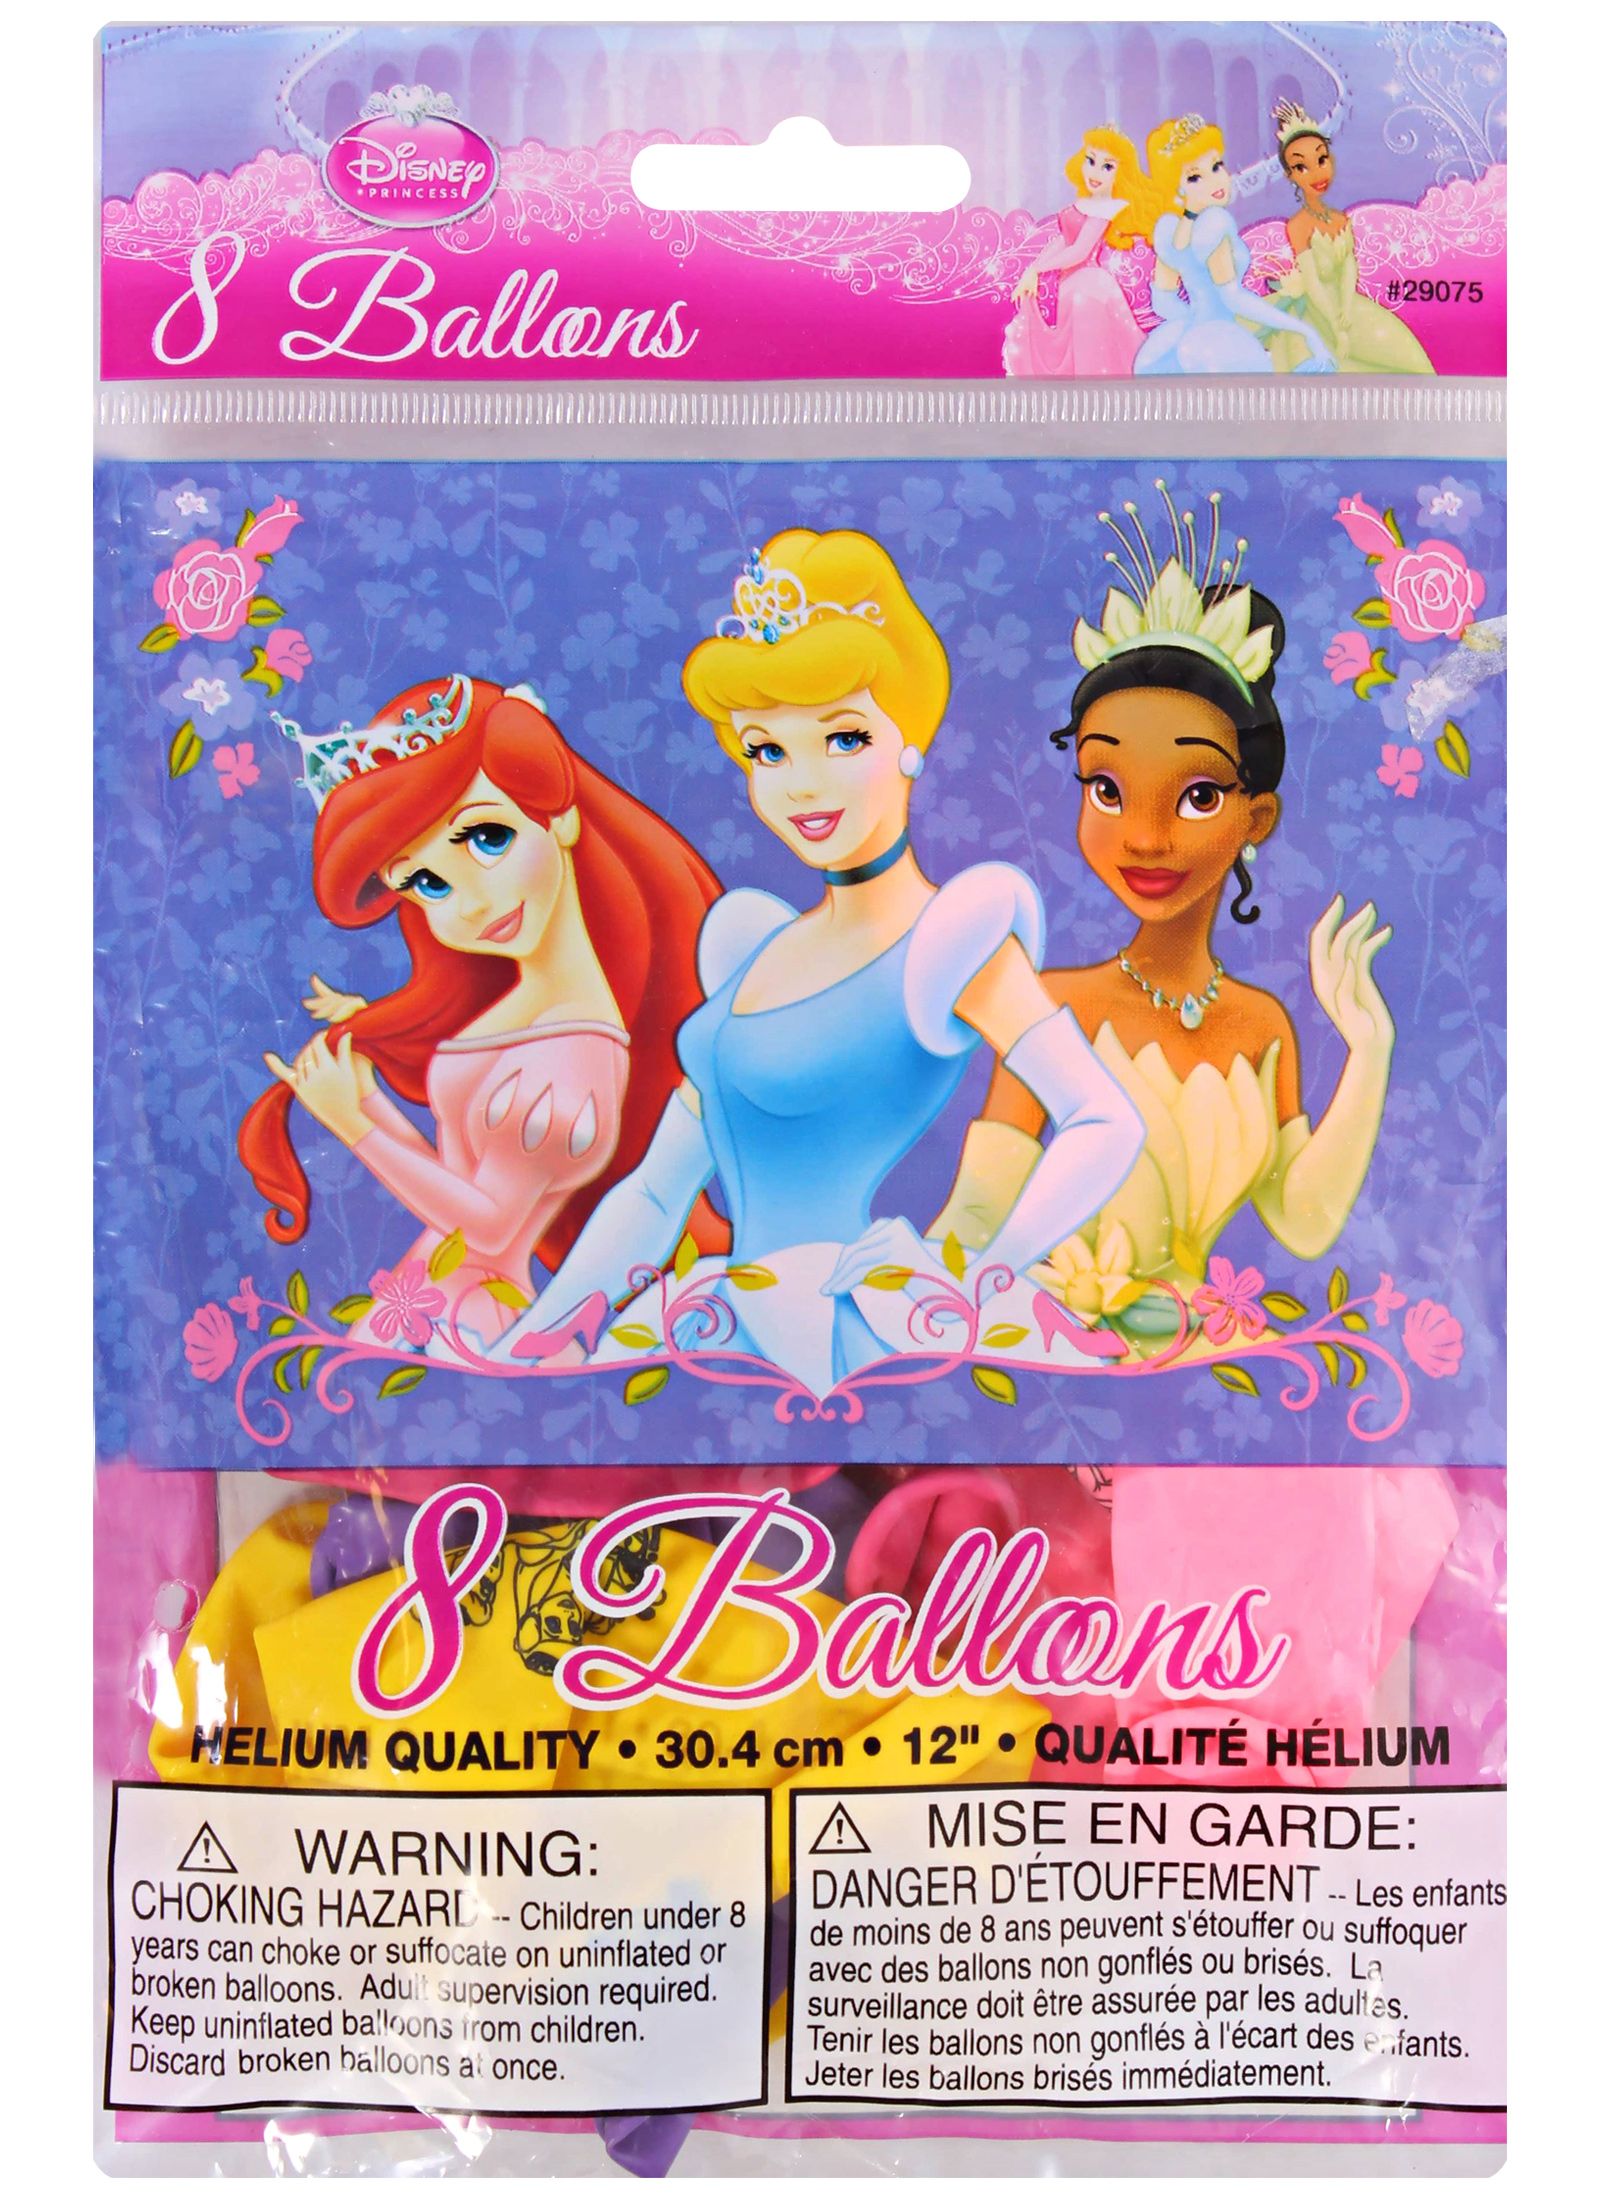 Disney
PRINCESS
8 Balloons
#29075
8 Balloons
HELIUM QUALITY • 30.4 cm • 12" • QUALITÉ HÉLIUM
WARNING:
CHOKING HAZARD -- Children under 8
years can choke or suffocate on uninflated or
broken balloons. Adult supervision required.
Keep uninflated balloons from children.
Discard broken balloons at once.
MISE EN GARDE:
DANGER D'ÉTOUFFEMENT -- Les enfants
de moins de 8 ans peuvent s'étouffer ou suffoquer
avec des ballons non gonflés ou brisés. La
surveillance doit être assurée par les adultes.
Tenir les ballons non gonflés à l'écart des enfants.
Jeter les ballons brisés immédiatement.